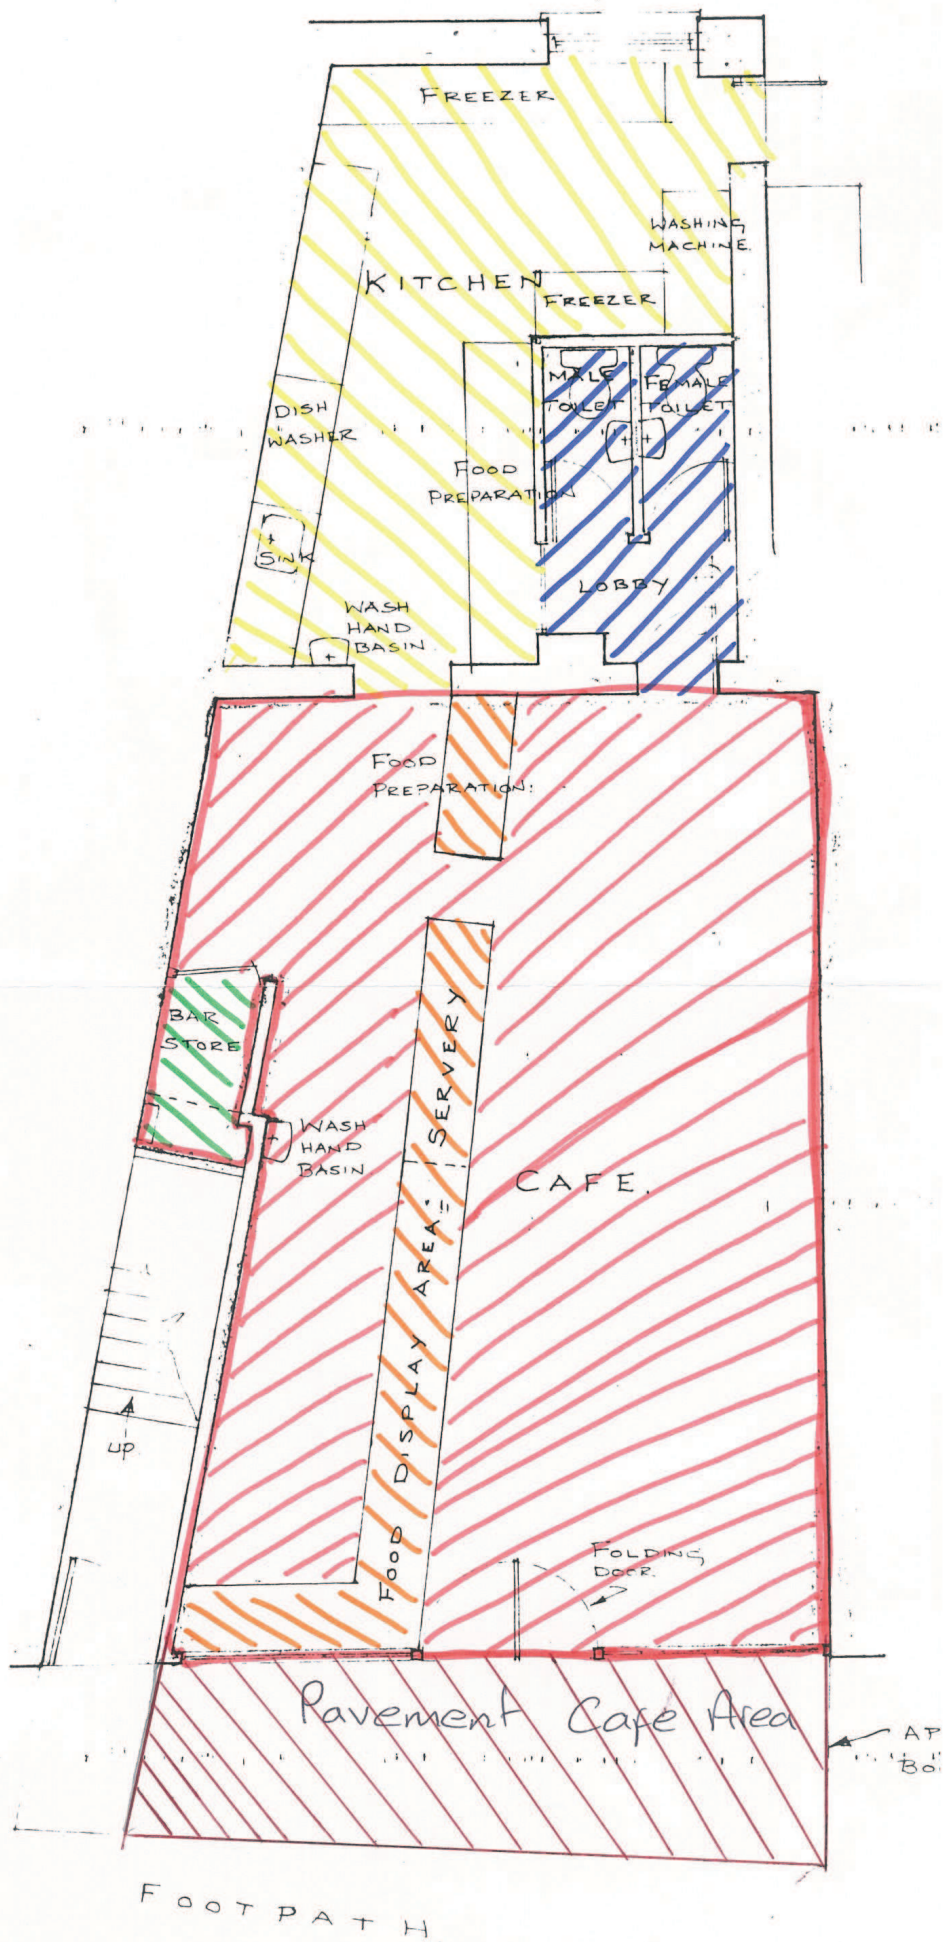 FREEZER
WASHING
MACHINE.
KITCHEN
FREEZER
MALE
TOILET
FEMALE
TOILET
DISH
WASHER
FOOD
PREPARATION
SINK
LOBBY
WASH
HAND
BASIN
FOOD
PREPARATION.
BAR
STORE
WASH
HAND
BASIN
SERVERY
CAFE.
FOOD DISPLAY AREA
UP
FOLDING
DOOR.
Pavement Cafe Area
FOOTPATH